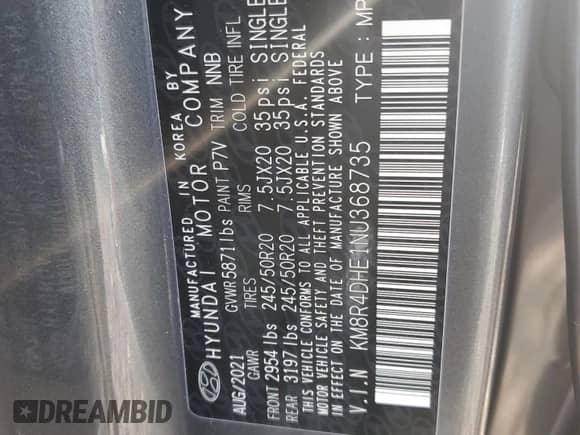 MANUFACTURED BY
IN KOREA
HYUNDAI MOTOR COMPANY
AUG/2021 GVWR5871lbs PAINT P7V TRIM NNB
GAWR TIRES RIMS COLD TIRE INFL
FRONT 2954 lbs 245/50R20 7.5JX20 35psi SINGLE
REAR 3197 lbs 245/50R20 7.5JX20 35psi SINGLE
THIS VEHICLE CONFORMS TO ALL APPLICABLE U.S.A. FEDERAL
MOTOR VEHICLE SAFETY AND THEFT PREVENTION STANDARDS
IN EFFECT ON THE DATE OF MANUFACTURE SHOWN ABOVE
V.I.N KM8R4DHE1NU368735 TYPE : MP
DREAMBID